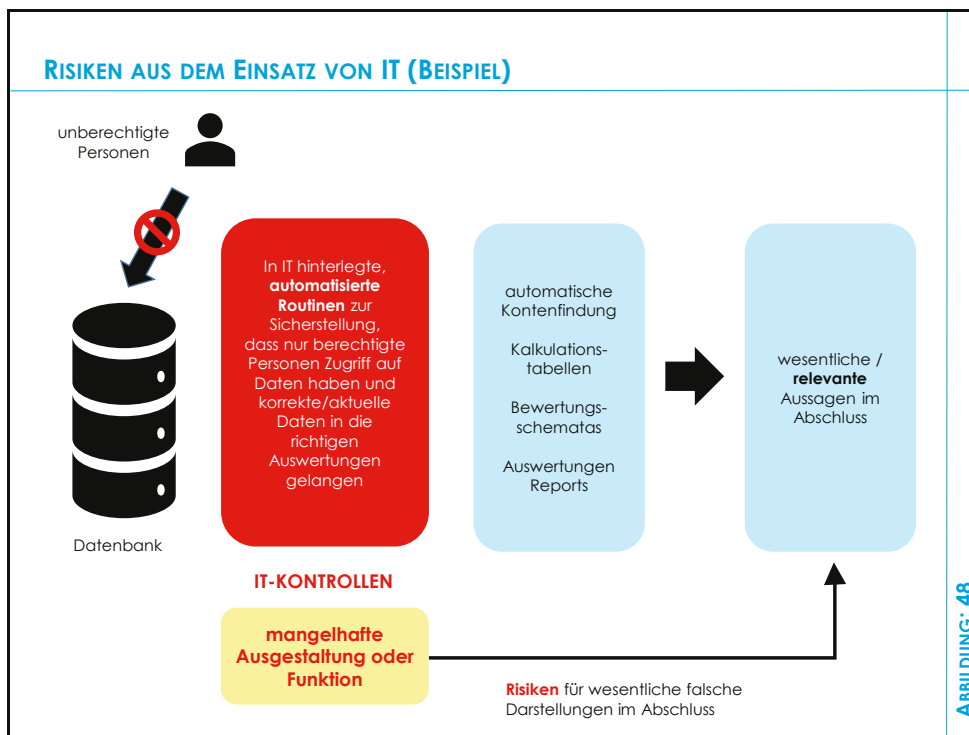 RISIKEN AUS DEM EINSATZ VON IT (BEISPIEL)
unberechtigte
Personen
Datenbank
In IT hinterlegte,
automatisierte
Routinen zur
Sicherstellung,
dass nur berechtigte
Personen Zugriff auf
Daten haben und
korrekte/aktuelle
Daten in die
richtigen
Auswertungen
gelangen
IT-KONTROLLEN
mangelhafte
Ausgestaltung oder
Funktion
automatische
Kontenfindung
Kalkulations-
tabellen
Bewertungs-
schematas
Auswertungen
Reports
wesentliche /
relevante
Aussagen im
Abschluss
Risiken für wesentliche falsche
Darstellungen im Abschluss
ABBILDUNG: 48